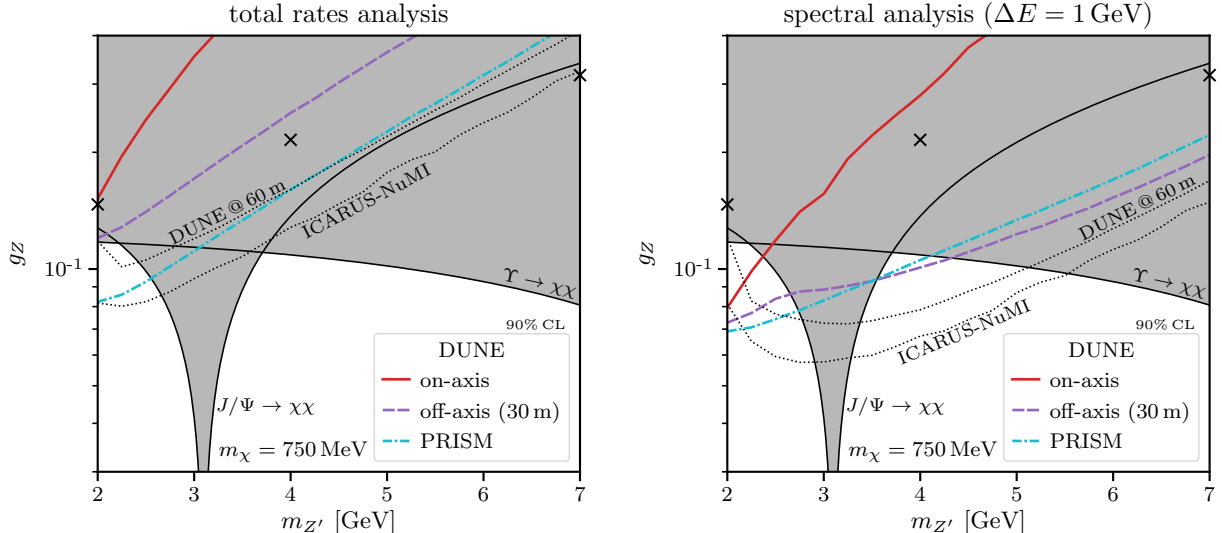 total rates analysis
g_Z
10^{-1}
DUNE @ 60 m
ICARUS-NuMI
Υ → χχ
90% CL
J/Ψ → χχ
m_χ = 750 MeV
DUNE
on-axis
off-axis (30 m)
PRISM
2 3 4 5 6 7
m_{Z′} [GeV]
spectral analysis (ΔE = 1 GeV)
g_Z
10^{-1}
DUNE @ 60 m
Υ → χχ
ICARUS-NuMI
90% CL
J/Ψ → χχ
m_χ = 750 MeV
DUNE
on-axis
off-axis (30 m)
PRISM
2 3 4 5 6 7
m_{Z′} [GeV]